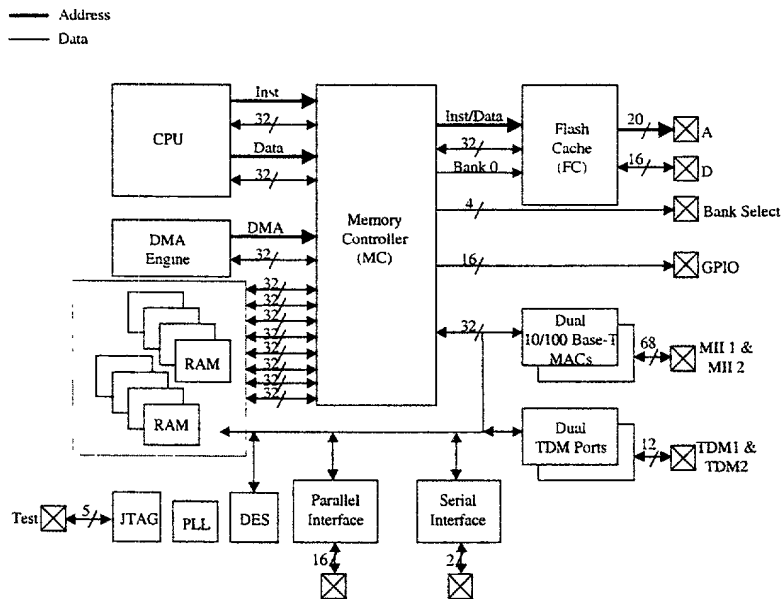 Address
Data
CPU
Inst
32
Data
32
DMA
Engine
DMA
32
Memory
Controller
(MC)
Inst/Data
32
Bank 0
Flash
Cache
(FC)
20
A
16
D
4
Bank Select
16
GPIO
32
32
32
32
32
32
32
32
RAM
RAM
32
Dual
10/100 Base-T
MACs
68
MII 1 &
MII 2
Dual
TDM Ports
12
TDM1 &
TDM2
Test
5
JTAG
PLL
DES
Parallel
Interface
16
Serial
Interface
2